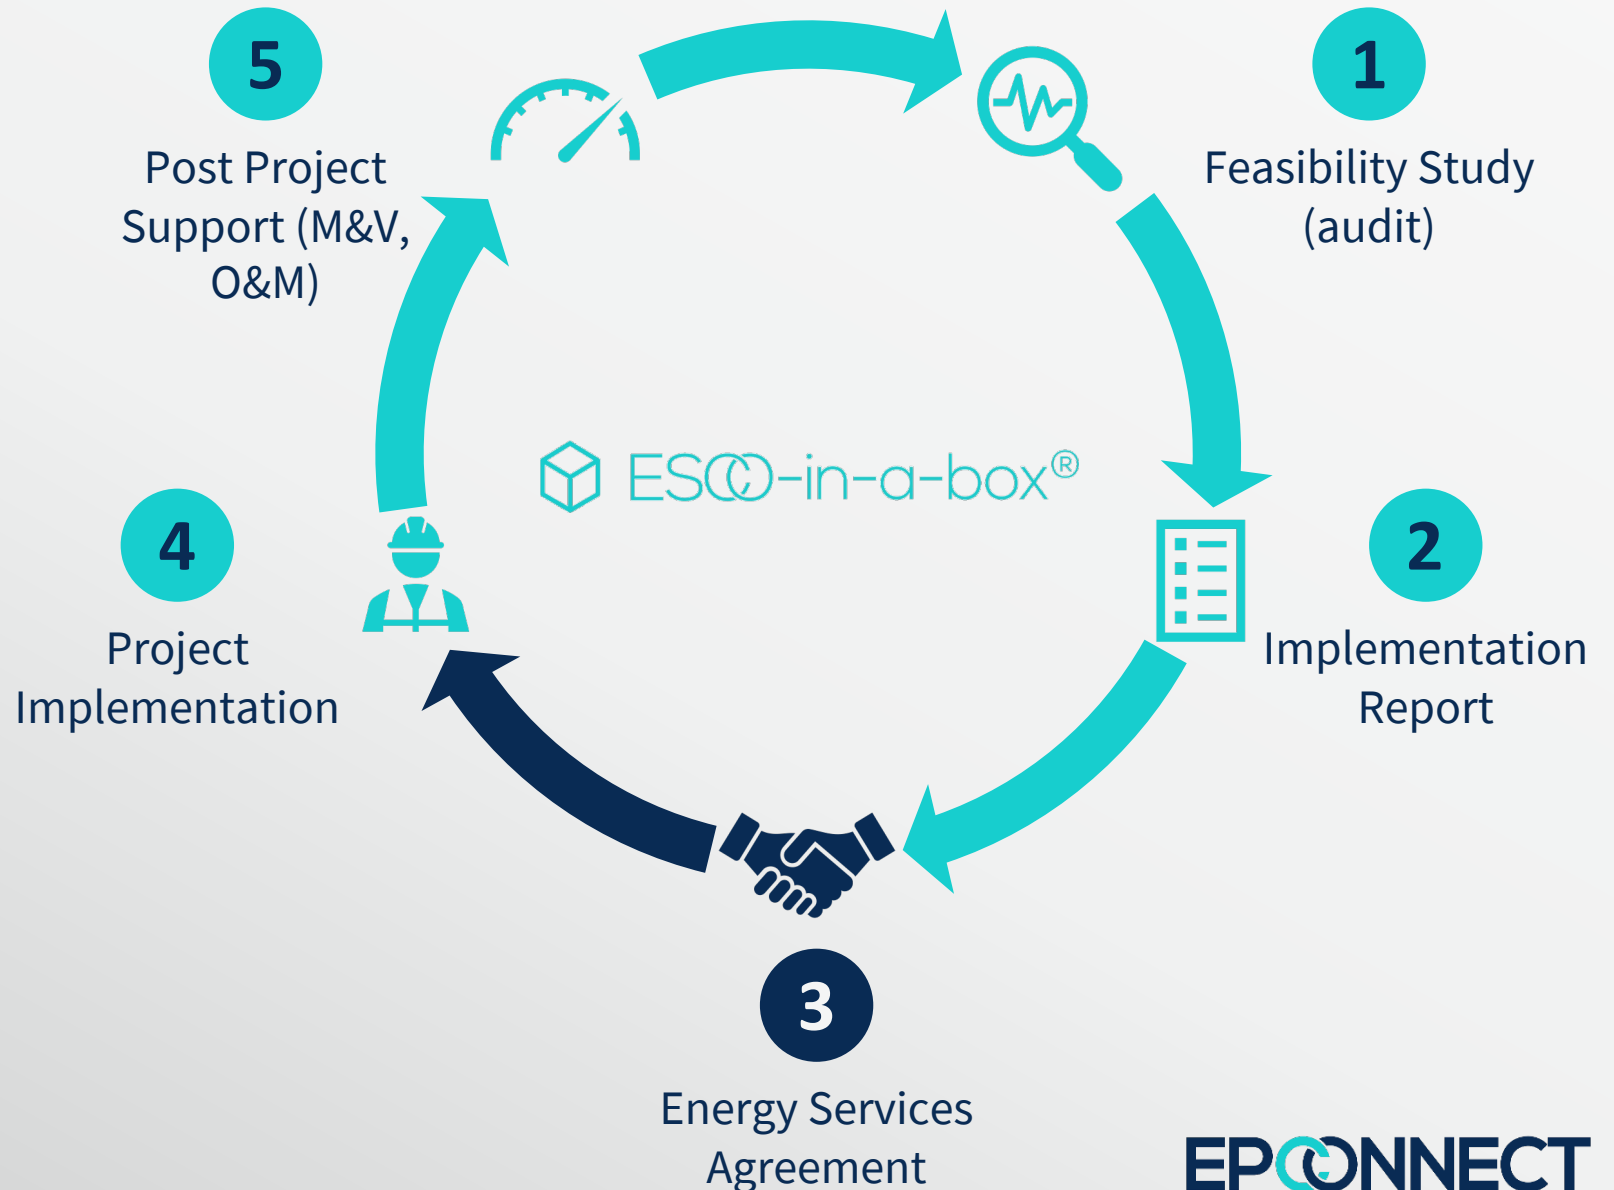 1
Feasibility Study
(audit)
2
Implementation
Report
3
Energy Services
Agreement
4
Project
Implementation
5
Post Project
Support (M&V,
O&M)
ESCO-in-a-box®
EPCONNECT